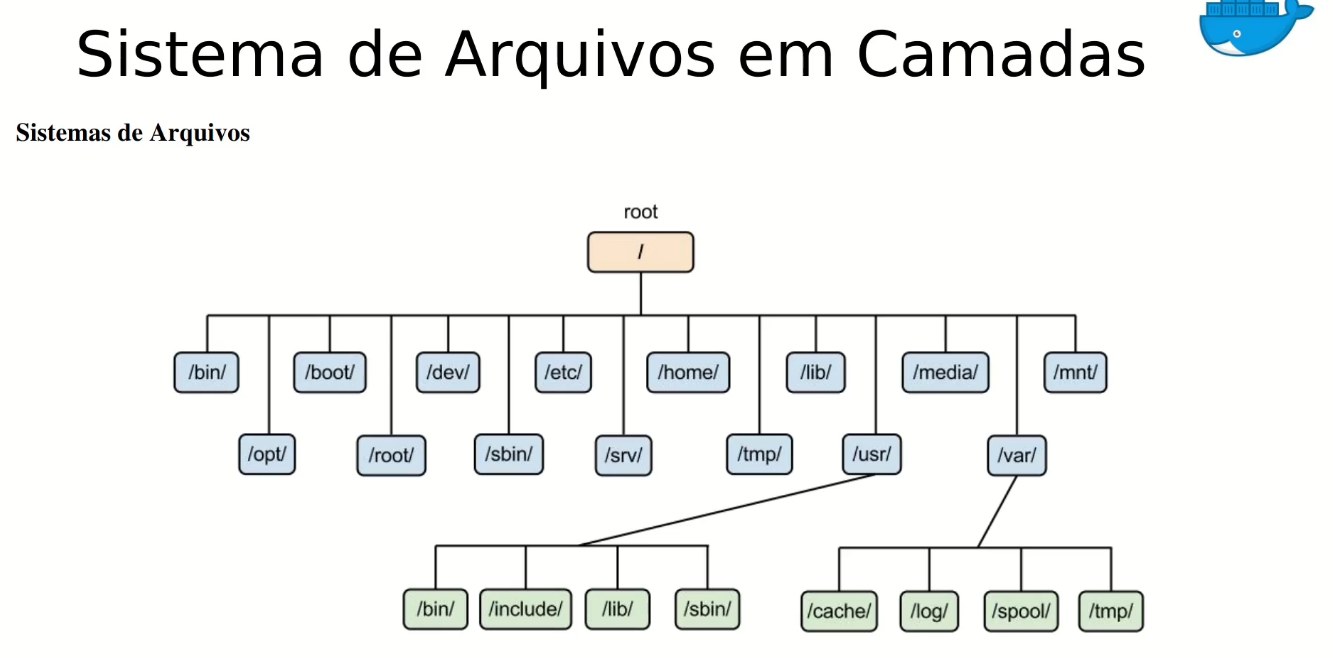 Sistema de Arquivos em Camadas
Sistemas de Arquivos
root
/
/bin/ /boot/ /dev/ /etc/ /home/ /lib/ /media/ /mnt/
/opt/ /root/ /sbin/ /srv/ /tmp/ /usr/ /var/
/bin/ /include/ /lib/ /sbin/ /cache/ /log/ /spool/ /tmp/